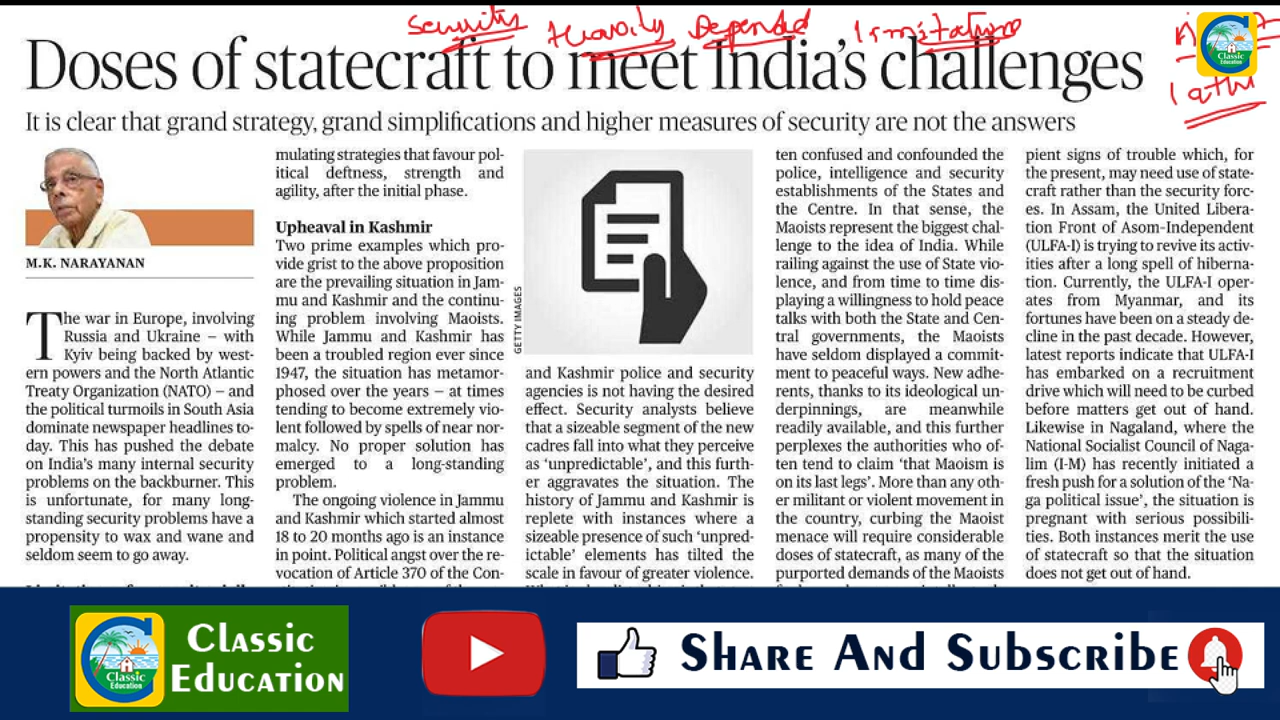 Security Depended limitations
Classic
Education
lathi
Doses of statecraft to meet India's challenges
It is clear that grand strategy, grand simplifications and higher measures of security are not the answers
M.K. NARAYANAN
The war in Europe, involving
Russia and Ukraine – with
Kyiv being backed by west-
ern powers and the North Atlantic
Treaty Organization (NATO) – and
the political turmoils in South Asia
dominate newspaper headlines to-
day. This has pushed the debate
on India's many internal security
problems on the backburner. This
is unfortunate, for many long-
standing security problems have a
propensity to wax and wane and
seldom seem to go away.
mulating strategies that favour pol-
itical deftness, strength and
agility, after the initial phase.
Upheaval in Kashmir
Two prime examples which pro-
vide grist to the above proposition
are the prevailing situation in Jam-
mu and Kashmir and the continu-
ing problem involving Maoists.
While Jammu and Kashmir has
been a troubled region ever since
1947, the situation has metamor-
phosed over the years – at times
tending to become extremely vio-
lent followed by spells of near nor-
malcy. No proper solution has
emerged to a long-standing
problem.
The ongoing violence in Jammu
and Kashmir which started almost
18 to 20 months ago is an instance
in point. Political angst over the re-
vocation of Article 370 of the Con-
GETTY IMAGES
and Kashmir police and security
agencies is not having the desired
effect. Security analysts believe
that a sizeable segment of the new
cadres fall into what they perceive
as 'unpredictable', and this furth-
er aggravates the situation. The
history of Jammu and Kashmir is
replete with instances where a
sizeable presence of such 'unpred-
ictable' elements has tilted the
scale in favour of greater violence.
ten confused and confounded the
police, intelligence and security
establishments of the States and
the Centre. In that sense, the
Maoists represent the biggest chal-
lenge to the idea of India. While
railing against the use of State vio-
lence, and from time to time dis-
playing a willingness to hold peace
talks with both the State and Cen-
tral governments, the Maoists
have seldom displayed a commit-
ment to peaceful ways. New adhe-
rents, thanks to its ideological un-
derpinnings, are meanwhile
readily available, and this further
perplexes the authorities who of-
ten tend to claim 'that Maoism is
on its last legs'. More than any oth-
er militant or violent movement in
the country, curbing the Maoist
menace will require considerable
doses of statecraft, as many of the
purported demands of the Maoists
pient signs of trouble which, for
the present, may need use of state-
craft rather than the security forc-
es. In Assam, the United Libera-
tion Front of Asom-Independent
(ULFA-I) is trying to revive its activ-
ities after a long spell of hiberna-
tion. Currently, the ULFA-I oper-
ates from Myanmar, and its
fortunes have been on a steady de-
cline in the past decade. However,
latest reports indicate that ULFA-I
has embarked on a recruitment
drive which will need to be curbed
before matters get out of hand.
Likewise in Nagaland, where the
National Socialist Council of Naga-
lim (I-M) has recently initiated a
fresh push for a solution of the 'Na-
ga political issue', the situation is
pregnant with serious possibili-
ties. Both instances merit the use
of statecraft so that the situation
does not get out of hand.
Classic
Education
Classic
Education
Share And Subscribe